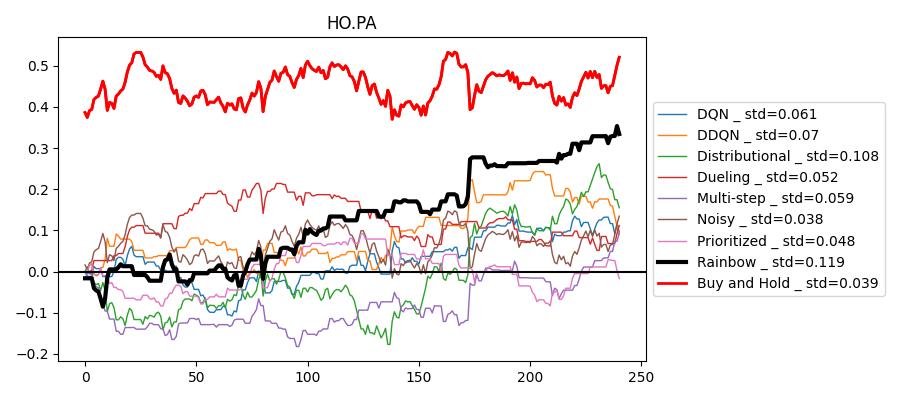 HO.PA
0.5
0.4
0.3
0.2
0.1
0.0
−0.1
−0.2
0 50 100 150 200 250
DQN _ std=0.061
DDQN _ std=0.07
Distributional _ std=0.108
Dueling _ std=0.052
Multi-step _ std=0.059
Noisy _ std=0.038
Prioritized _ std=0.048
Rainbow _ std=0.119
Buy and Hold _ std=0.039